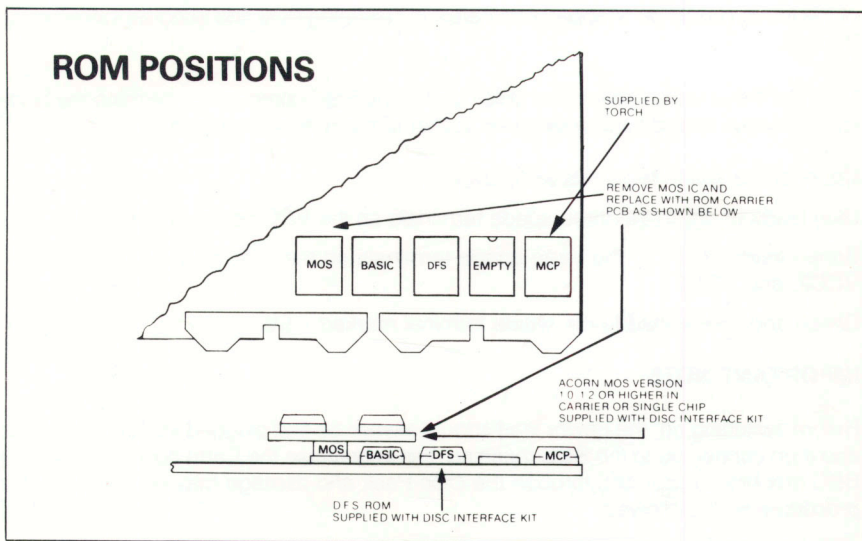 ROM POSITIONS
SUPPLIED BY
TORCH
REMOVE MOS IC AND
REPLACE WITH ROM CARRIER
PCB AS SHOWN BELOW
MOS
BASIC
DFS
EMPTY
MCP
ACORN MOS VERSION
1.0, 1.2 OR HIGHER IN
CARRIER OR SINGLE CHIP
SUPPLIED WITH DISC INTERFACE KIT
MOS
BASIC
DFS
MCP
D.F.S. ROM
SUPPLIED WITH DISC INTERFACE KIT